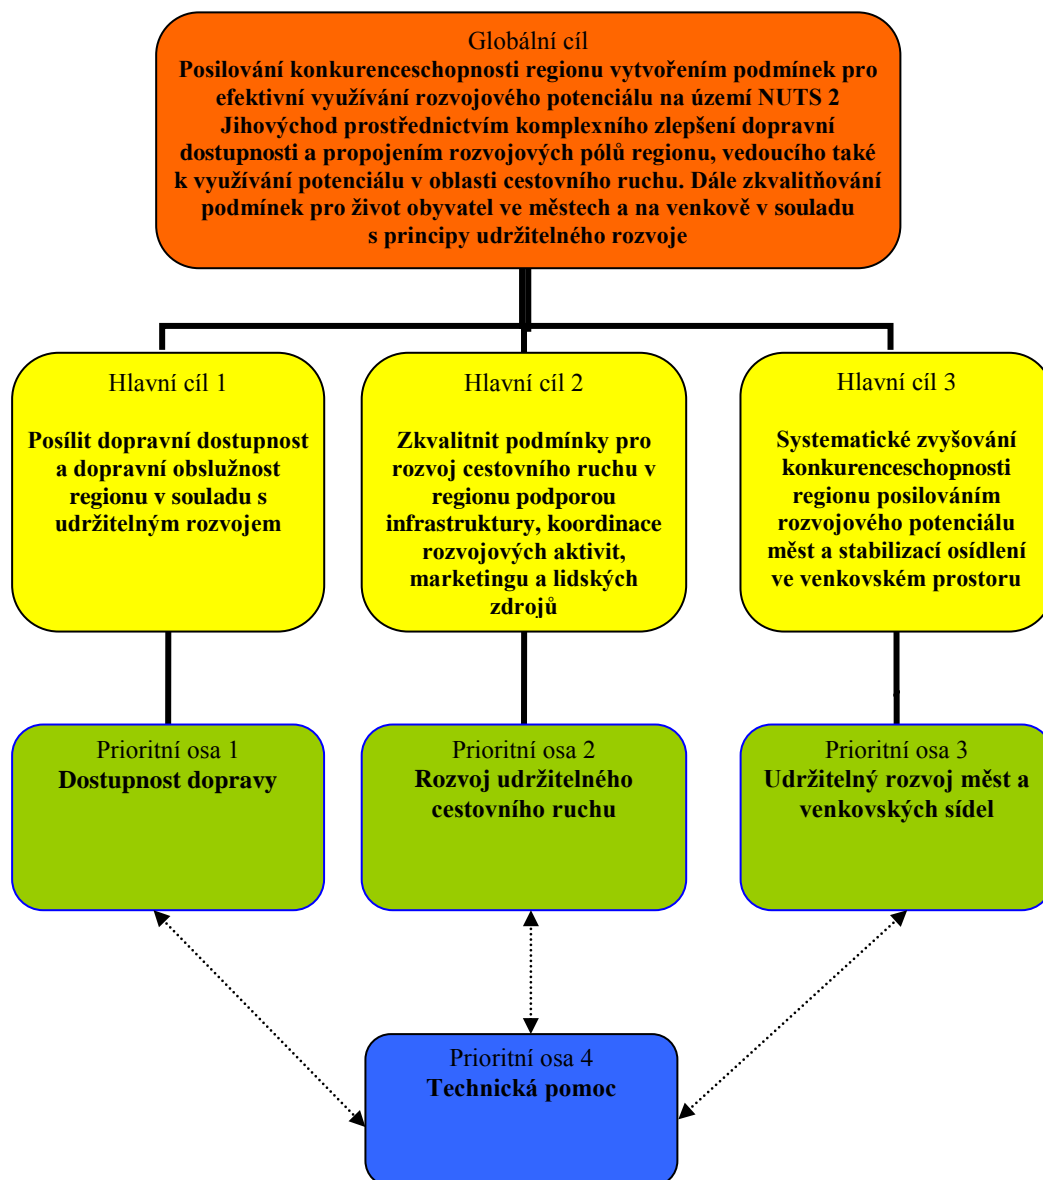 Globální cíl
Posilování konkurenceschopnosti regionu vytvořením podmínek pro
efektivní využívání rozvojového potenciálu na území NUTS 2
Jihovýchod prostřednictvím komplexního zlepšení dopravní
dostupnosti a propojením rozvojových pólů regionu, vedoucího také
k využívání potenciálu v oblasti cestovního ruchu. Dále zkvalitňování
podmínek pro život obyvatel ve městech a na venkově v souladu
s principy udržitelného rozvoje
Hlavní cíl 1
Posílit dopravní dostupnost
a dopravní obslužnost
regionu v souladu s
udržitelným rozvojem
Hlavní cíl 2
Zkvalitnit podmínky pro
rozvoj cestovního ruchu v
regionu podporou
infrastruktury, koordinace
rozvojových aktivit,
marketingu a lidských
zdrojů
Hlavní cíl 3
Systematické zvyšování
konkurenceschopnosti
regionu posilováním
rozvojového potenciálu
měst a stabilizací osídlení
ve venkovském prostoru
Prioritní osa 1
Dostupnost dopravy
Prioritní osa 2
Rozvoj udržitelného
cestovního ruchu
Prioritní osa 3
Udržitelný rozvoj měst a
venkovských sídel
Prioritní osa 4
Technická pomoc